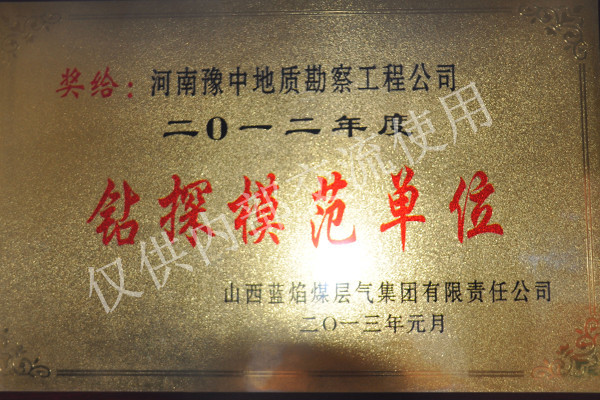 奖给：河南豫中地质勘察工程公司
二0一二年度
钻探模范单位
山西蓝焰煤层气集团有限责任公司
二0一三年元月
仅供内部交流使用